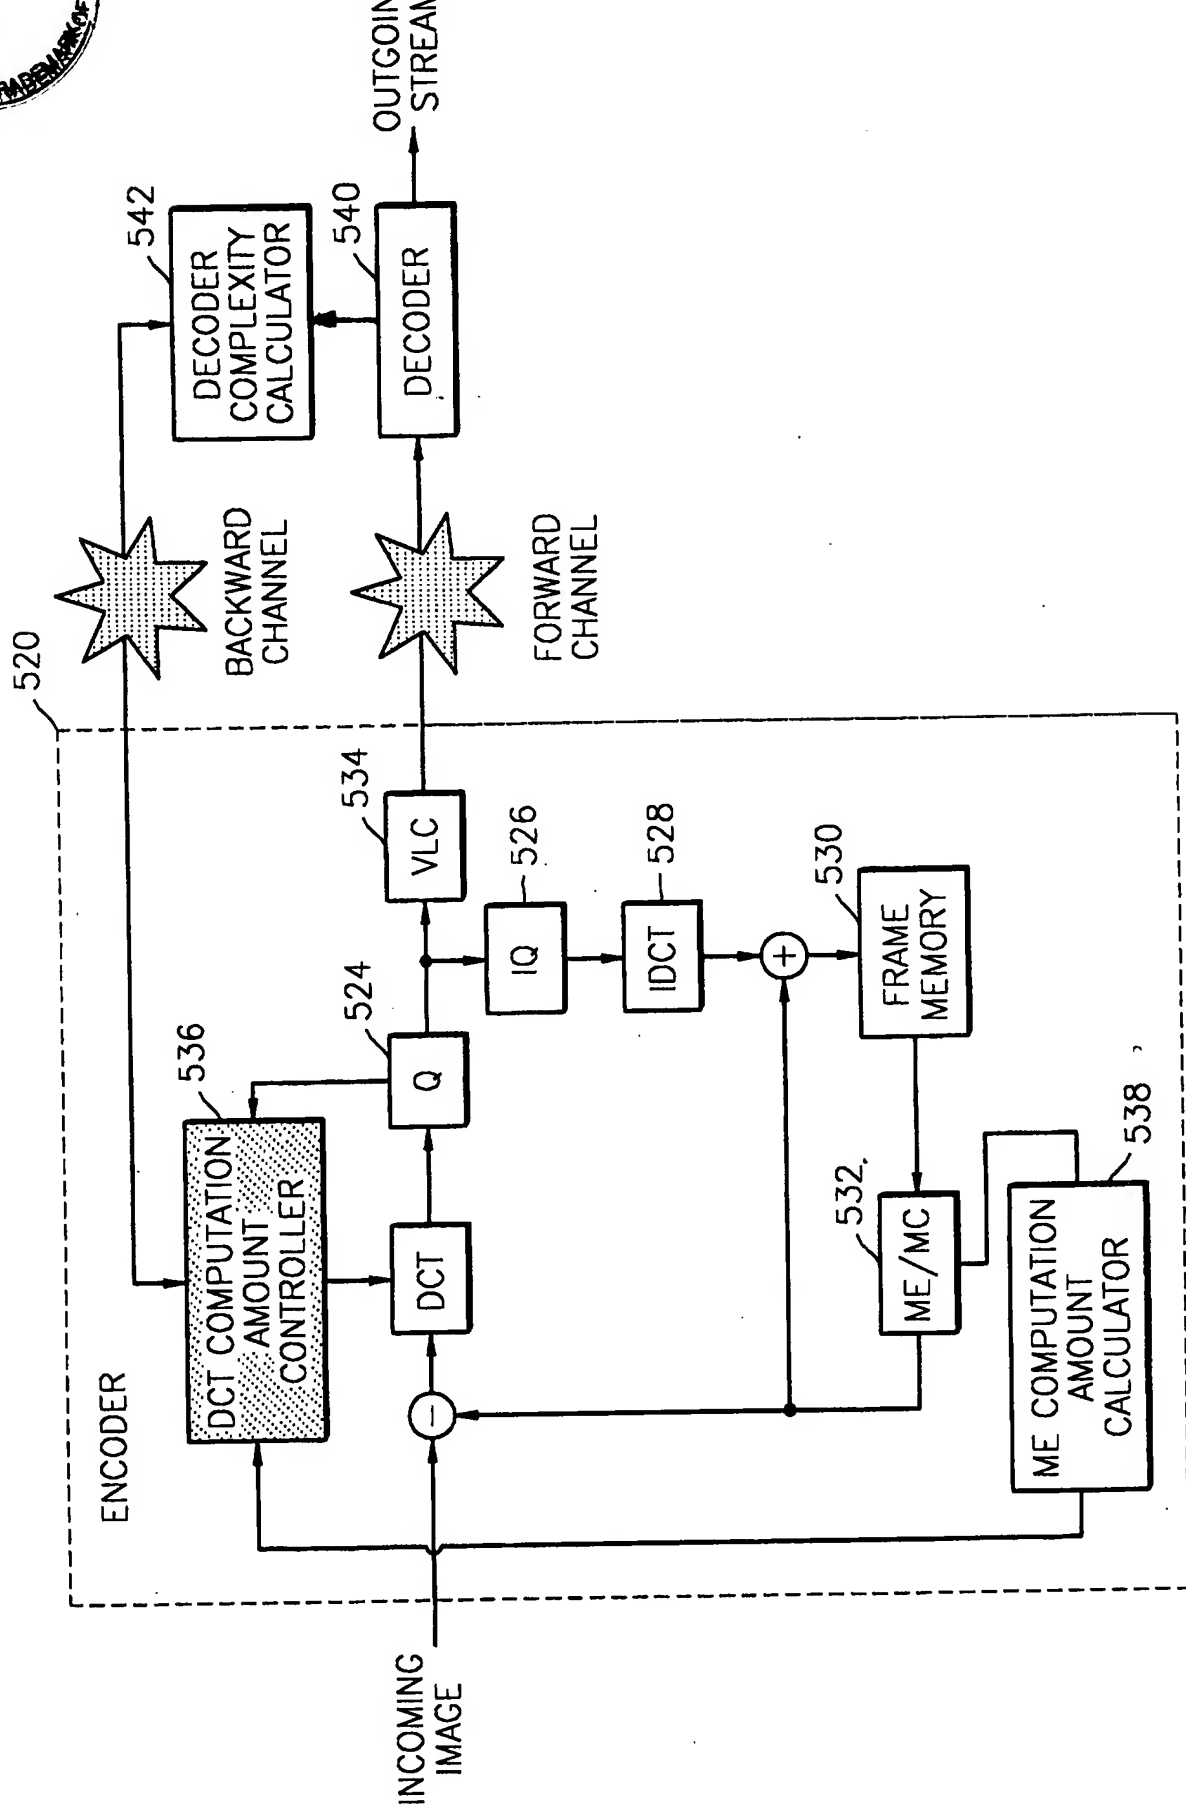 520
ENCODER
536
DCT COMPUTATION
AMOUNT
CONTROLLER
BACKWARD
CHANNEL
542
DECODER
COMPLEXITY
CALCULATOR
INCOMING
IMAGE
−
DCT
524
Q
534
VLC
FORWARD
CHANNEL
540
DECODER
526
IQ
528
IDCT
+
532
ME/MC
530
FRAME
MEMORY
538
ME COMPUTATION
AMOUNT
CALCULATOR